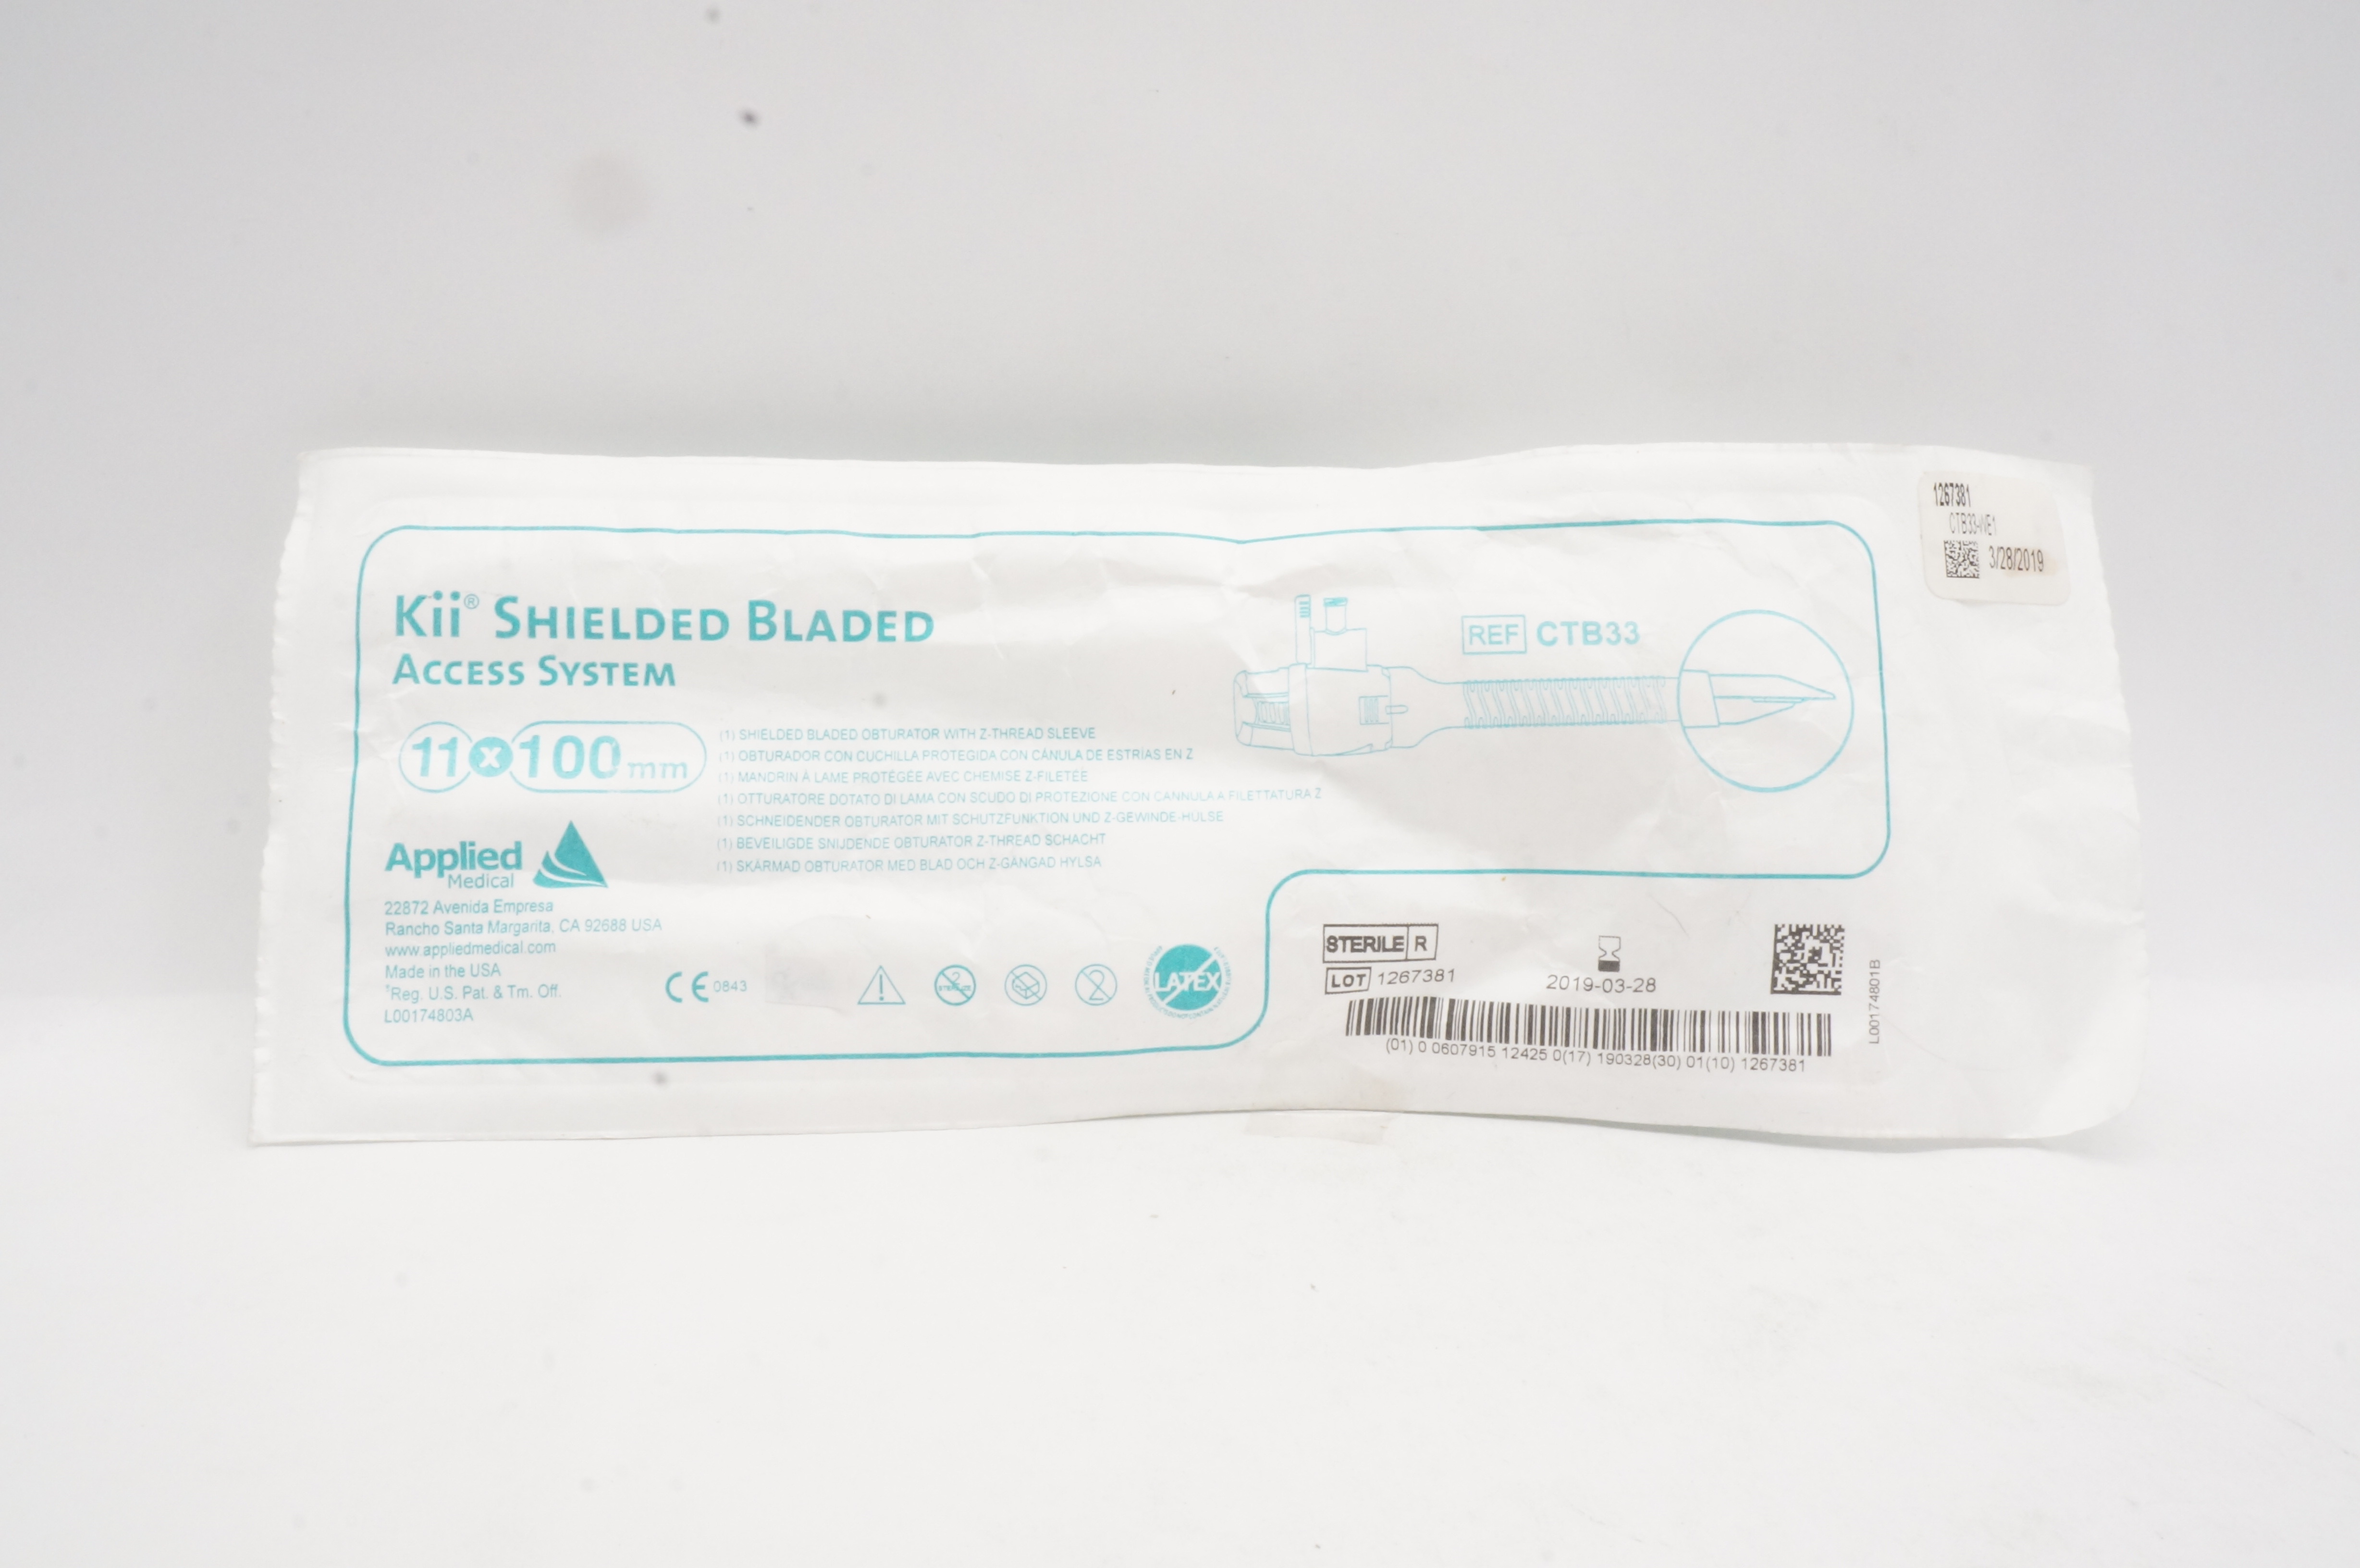 1267381
CTB33-WE1
3/28/2019
Kii® SHIELDED BLADED
ACCESS SYSTEM
REF CTB33
11 x 100 mm
(1) SHIELDED BLADED OBTURATOR WITH Z-THREAD SLEEVE
(1) OBTURADOR CON CUCHILLA PROTEGIDA CON CÁNULA DE ESTRÍAS EN Z
(1) MANDRIN À LAME PROTÉGÉE AVEC CHEMISE Z-FILETÉE
(1) OTTURATORE DOTATO DI LAMA CON SCUDO DI PROTEZIONE CON CANNULA A FILETTATURA Z
(1) SCHNEIDENDER OBTURATOR MIT SCHUTZFUNKTION UND Z-GEWINDE-HÜLSE
(1) BEVEILIGDE SNIJDENDE OBTURATOR Z-THREAD SCHACHT
(1) SKÄRMAD OBTURATOR MED BLAD OCH Z-GÄNGAD HYLSA
Applied
Medical
22872 Avenida Empresa
Rancho Santa Margarita, CA 92688 USA
www.appliedmedical.com
Made in the USA
Reg. U.S. Pat. & Tm. Off.
L00174803A
CE 0843
2
LATEX
STERILE R
LOT 1267381
2019-03-28
(01) 0 0607915 12425 0(17) 190328(30) 01(10) 1267381
L00174801B